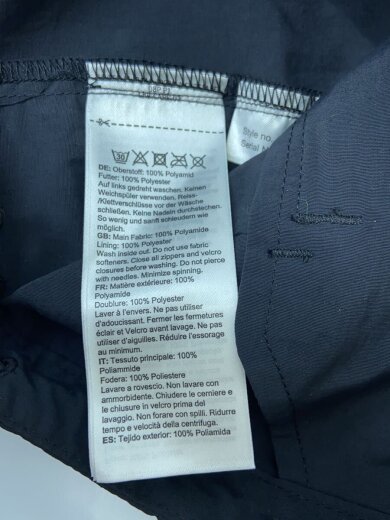 30
DE: Oberstoff: 100% Polyamid
Futter: 100% Polyester
Auf links gedreht waschen. Keinen
Weichspüler verwenden. Reiss-
/Klettverschlüsse vor der Wäsche
schließen. Keine Nadeln durchstechen.
So wenig und sanft schleudern wie
möglich.
GB: Main Fabric: 100% Polyamide
Lining: 100% Polyester
Wash inside out. Do not use fabric
softeners. Close all zippers and velcro
closures before washing. Do not pierce
with needles. Minimize spinning.
FR: Matière extérieure: 100%
Polyamide
Doublure: 100% Polyester
Laver à l'envers. Ne pas utiliser
d'adoucissant. Fermer les fermetures
éclair et Velcro avant lavage. Ne pas
utiliser d'aiguilles. Réduire l'essorage
au minimum.
IT: Tessuto principale: 100%
Poliammide
Fodera: 100% Poliestere
Lavare a rovescio. Non lavare con
ammorbidente. Chiudere le cerniere e
le chiusure in velcro prima del
lavaggio. Non forare con spilli. Ridurre
tempo e velocità della centrifuga.
ES: Tejido exterior: 100% Poliamida
Style no
Serial